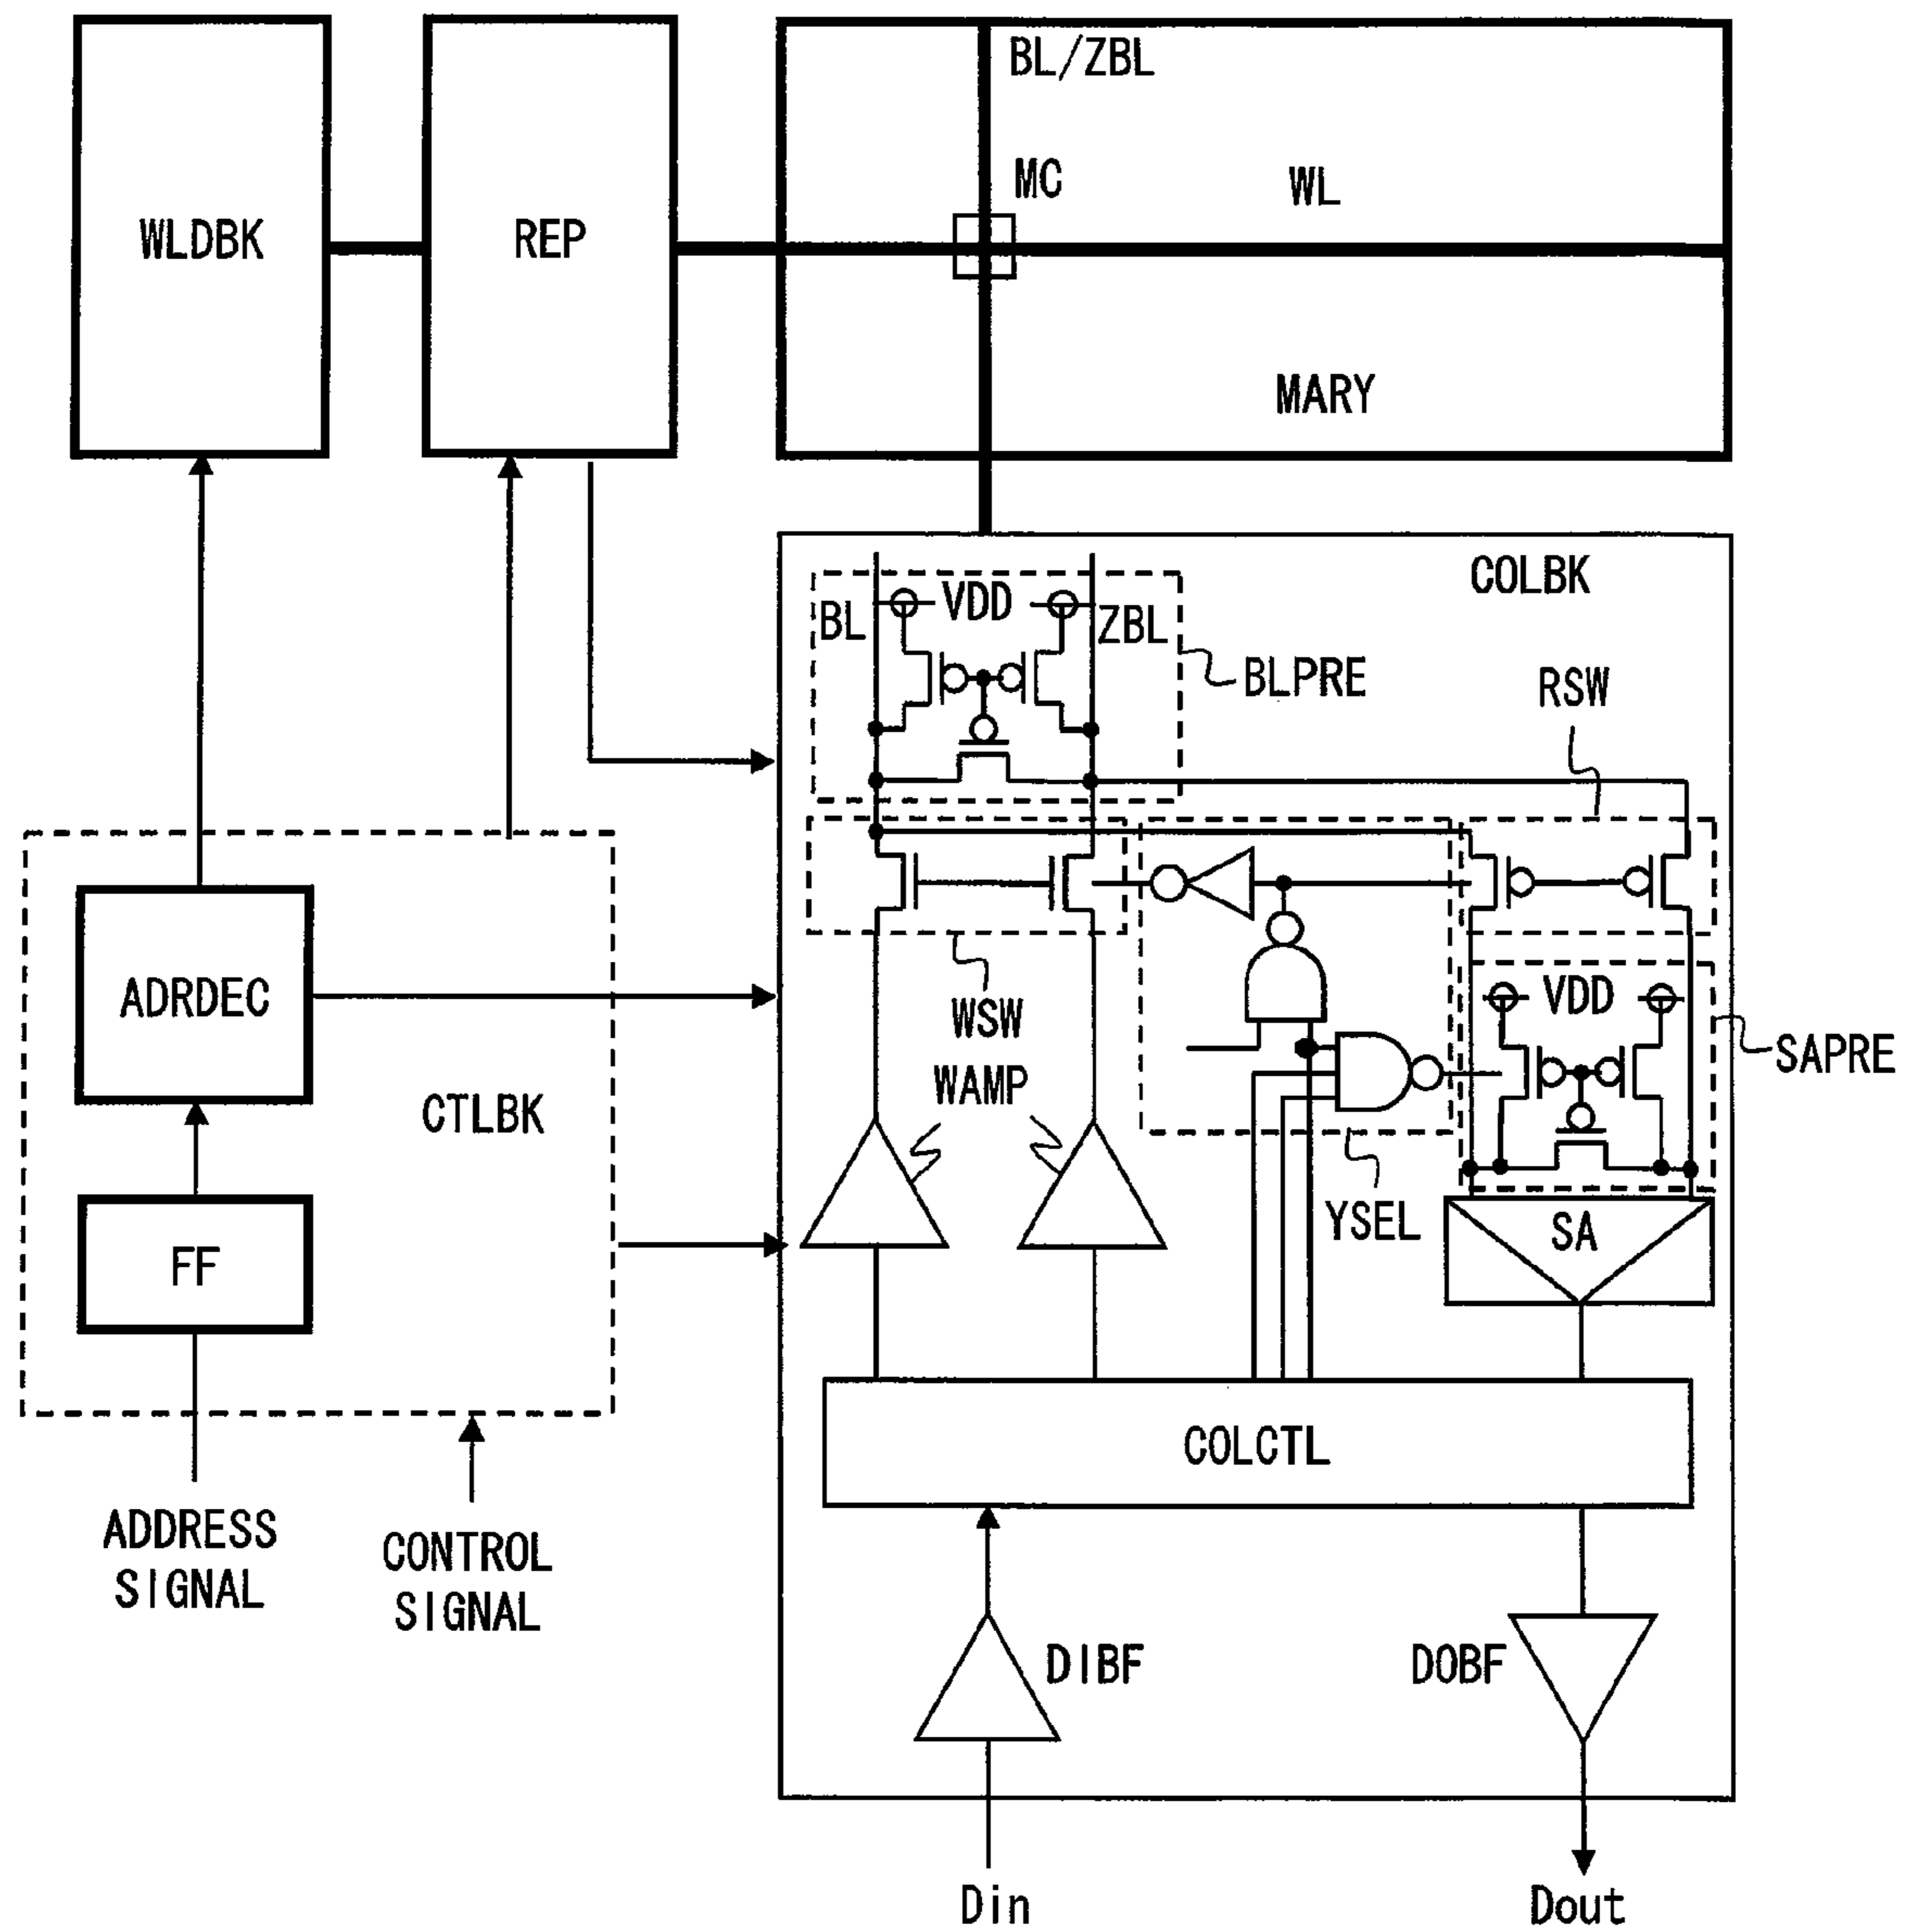 WLDBK
REP
BL/ZBL
MC
WL
MARY
COLBK
BL
VDD
ZBL
BLPRE
RSW
ADRDEC
WSW
WAMP
VDD
SAPRE
CTLBK
YSEL
SA
FF
COLCTL
ADDRESS
SIGNAL
CONTROL
SIGNAL
DIBF
DOBF
Din
Dout